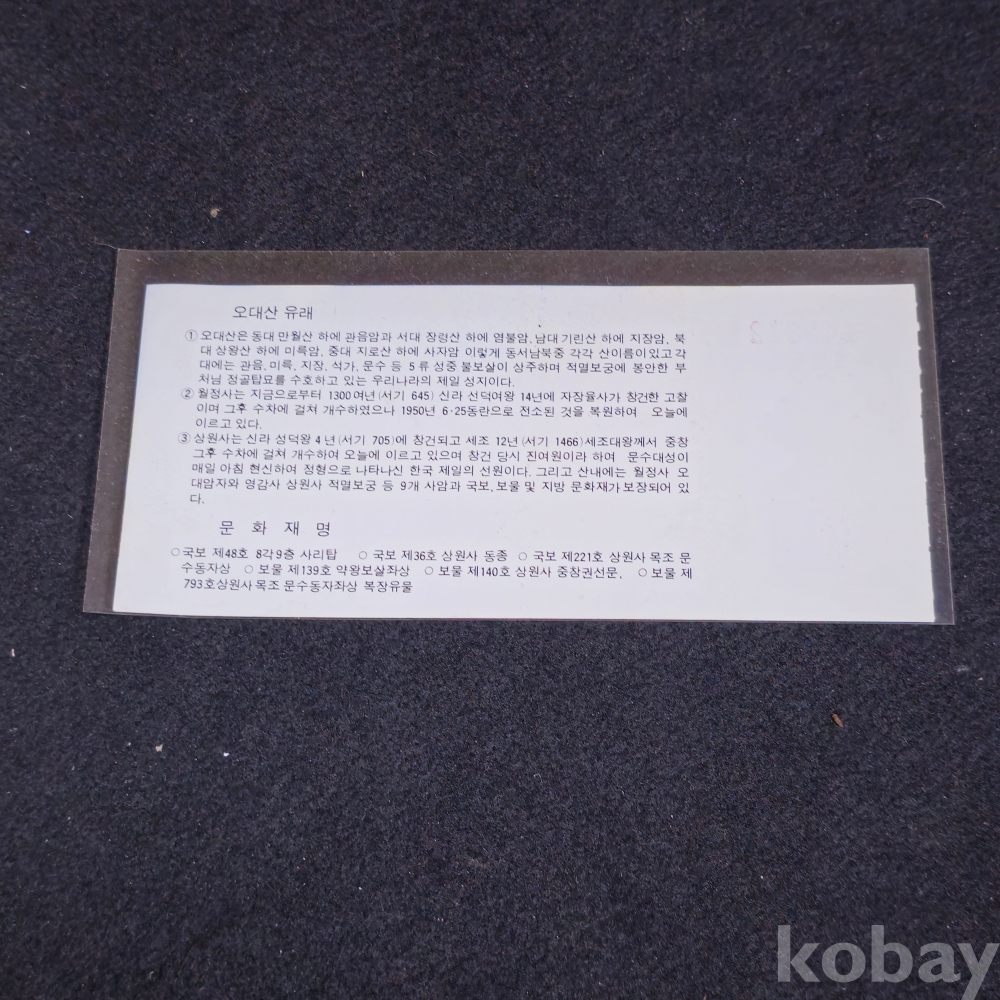 오대산 유래
① 오대산은 동대 만월산 하에 관음암과 서대 장령산 하에 염불암, 남대 기린산 하에 지장암, 북
대 상왕산 하에 미륵암, 중대 지로산 하에 사자암 이렇게 동서남북중 각각 산이름이 있고 각
대에는 관음, 미륵, 지장, 석가, 문수 등 5류 성중 불보살이 상주하며 적멸보궁에 봉안한 부
처님 정골탑묘를 수호하고 있는 우리나라의 제일 성지이다.
② 월정사는 지금으로부터 1300여년(서기 645) 신라 선덕여왕 14년에 자장율사가 창건한 고찰
이며 그후 수차에 걸쳐 개수하였으나 1950년 6·25동란으로 전소된 것을 복원하여 오늘에
이르고 있다.
③ 상원사는 신라 성덕왕 4년(서기 705)에 창건되고 세조 12년(서기 1466)세조대왕께서 중창
그후 수차에 걸쳐 개수하여 오늘에 이르고 있으며 창건 당시 진여원이라 하여 문수대성이
매일 아침 현신하여 정형으로 나타나신 한국 제일의 선원이다. 그리고 산내에는 월정사 오
대암자와 영감사 상원사 적멸보궁 등 9개 사암과 국보, 보물 및 지방 문화재가 보장되어 있
다.
문 화 재 명
○국보 제48호 8각9층 사리탑 ○ 국보 제36호 상원사 동종 ○ 국보 제221호 상원사 목조 문
수동자상 ○ 보물 제139호 약왕보살좌상 ○ 보물 제140호 상원사 중창권선문, ○ 보물 제
793호상원사 목조 문수동자좌상 복장유물
kobay